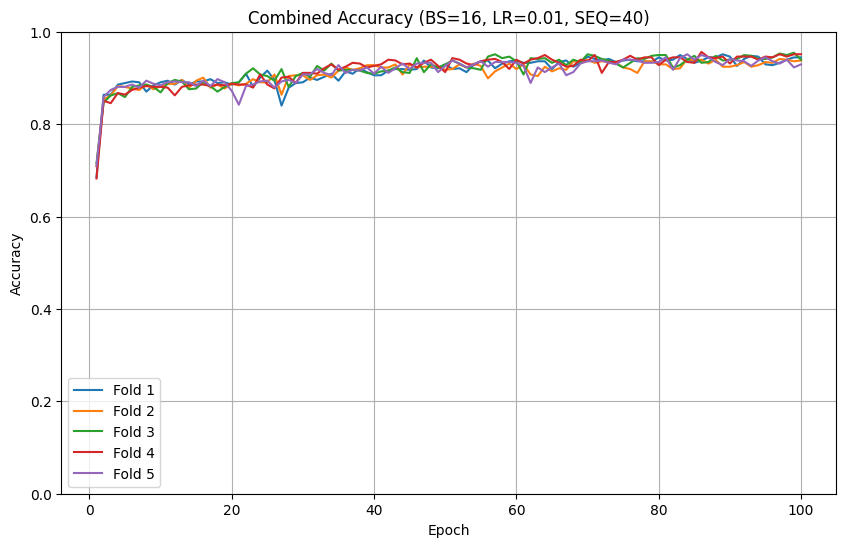 Combined Accuracy (BS=16, LR=0.01, SEQ=40)
1.0
0.8
0.6
0.4
0.2
0.0
Accuracy
Fold 1
Fold 2
Fold 3
Fold 4
Fold 5
0 20 40 60 80 100
Epoch